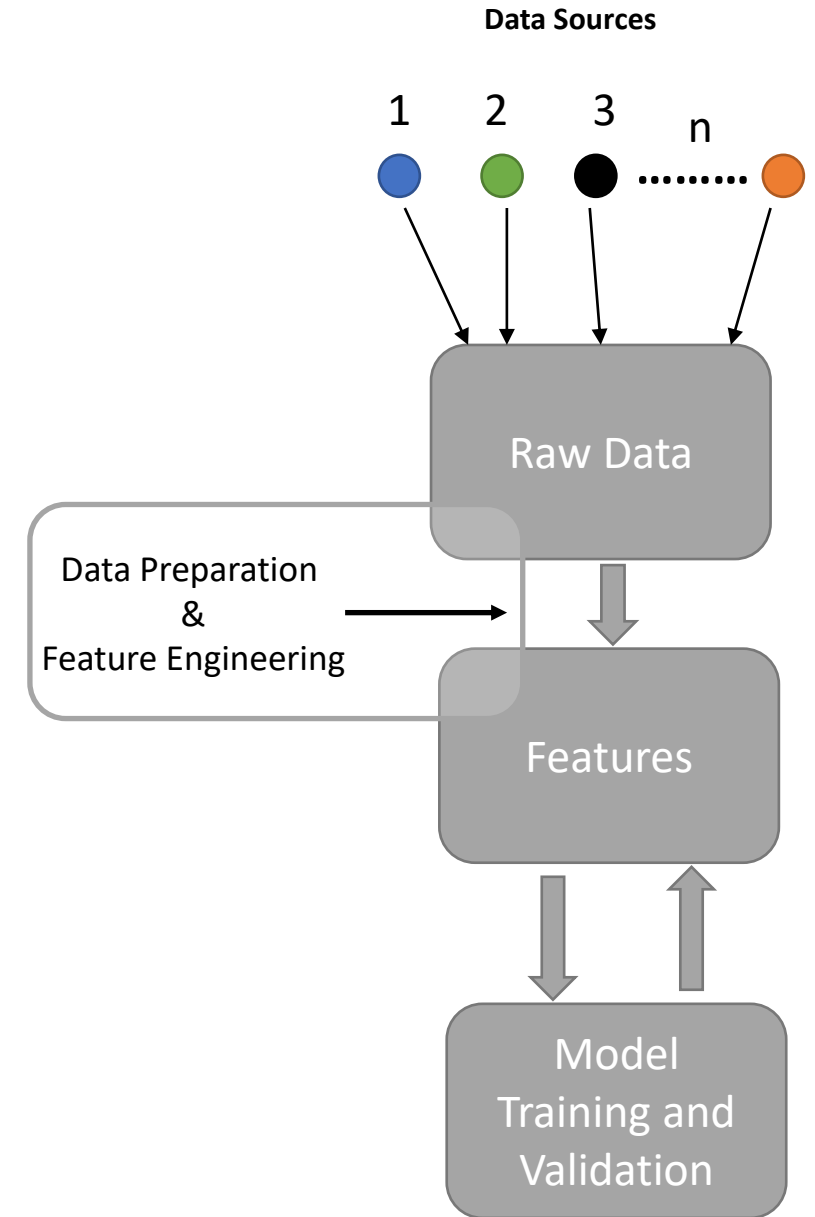 Data Sources
1 2 3 n
.........
Raw Data
Data Preparation
&
Feature Engineering
Features
Model
Training and
Validation